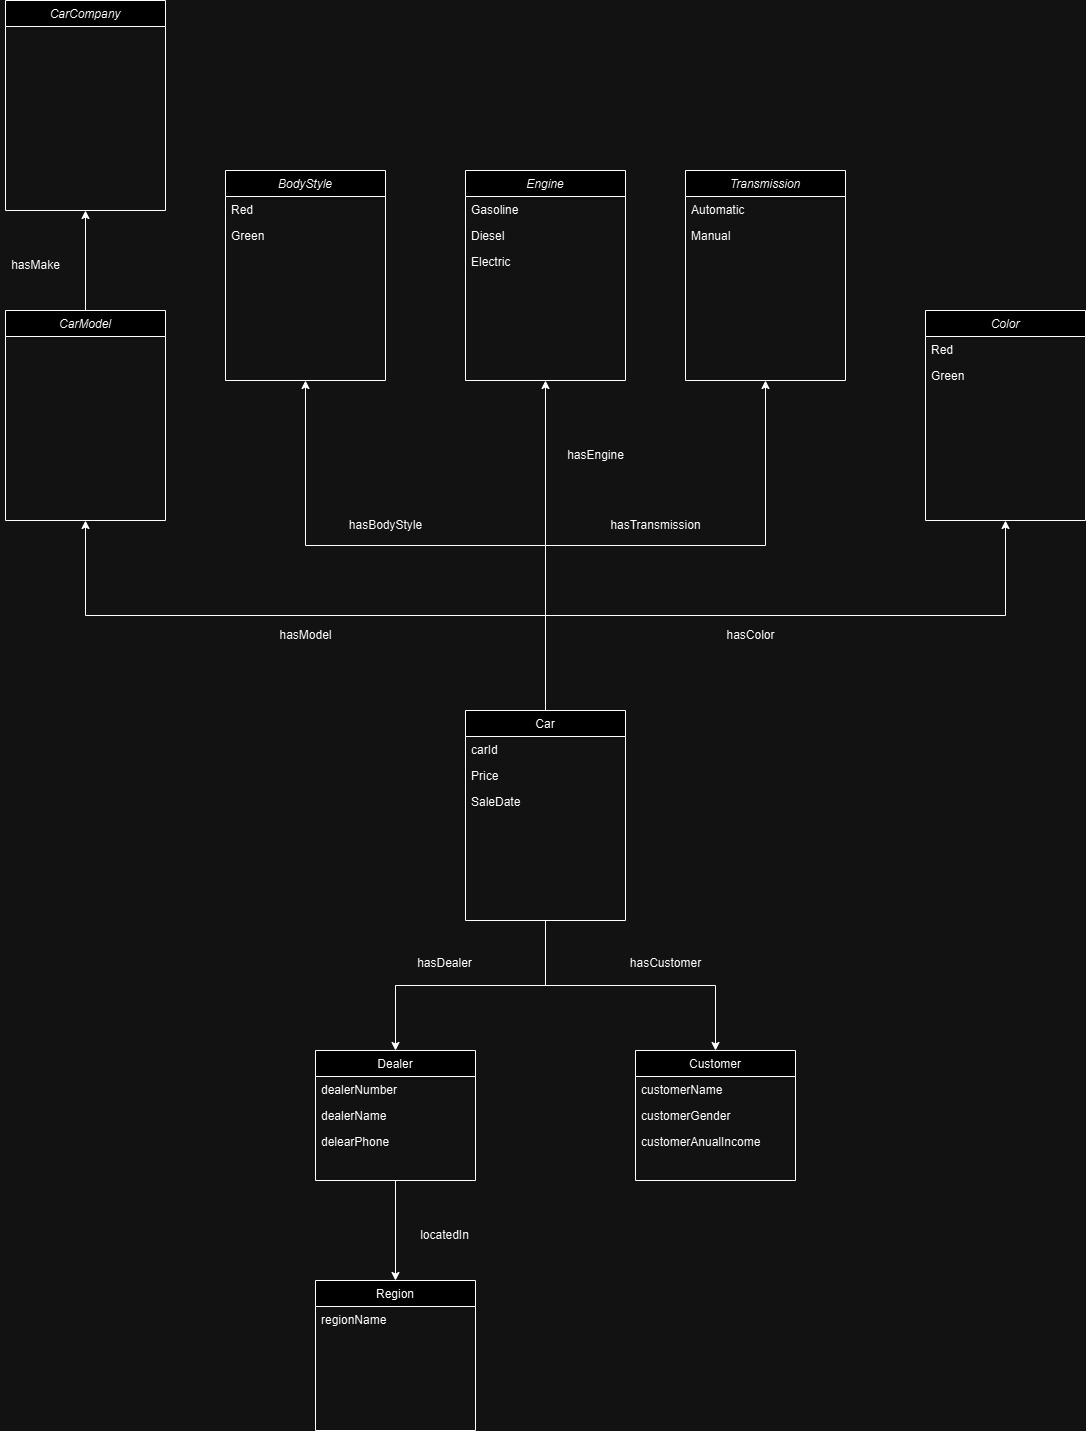 CarCompany
hasMake
CarModel
BodyStyle
Red
Green
Engine
Gasoline
Diesel
Electric
Transmission
Automatic
Manual
Color
Red
Green
hasEngine
hasBodyStyle
hasTransmission
hasModel
hasColor
Car
carId
Price
SaleDate
hasDealer
hasCustomer
Dealer
dealerNumber
dealerName
delearPhone
Customer
customerName
customerGender
customerAnualIncome
locatedIn
Region
regionName